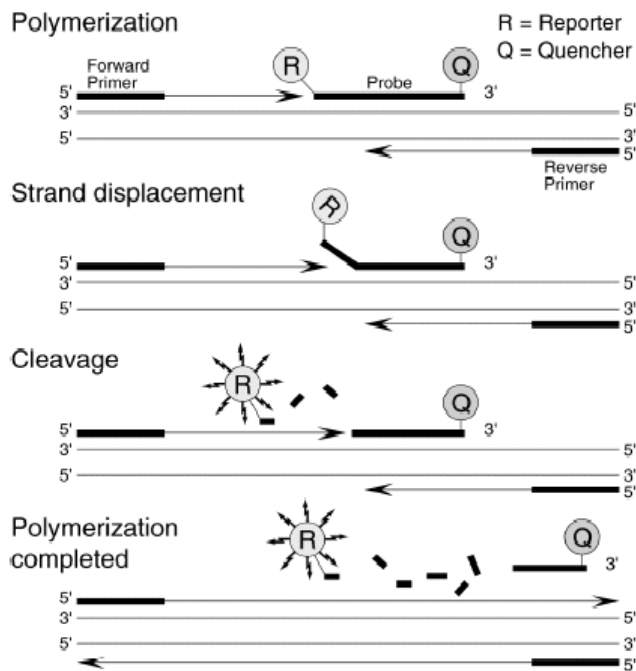 Polymerization
R = Reporter
Q = Quencher
Forward
Primer
R
Probe
Q
5'
3'
3'
5'
5'
3'
5'
Reverse
Primer
Strand displacement
R
Q
5'
3'
3'
5'
5'
3'
5'
Cleavage
R
Q
5'
3'
3'
5'
5'
3'
5'
Polymerization
completed
R
Q
3'
5'
3'
5'
5'
3'
5'